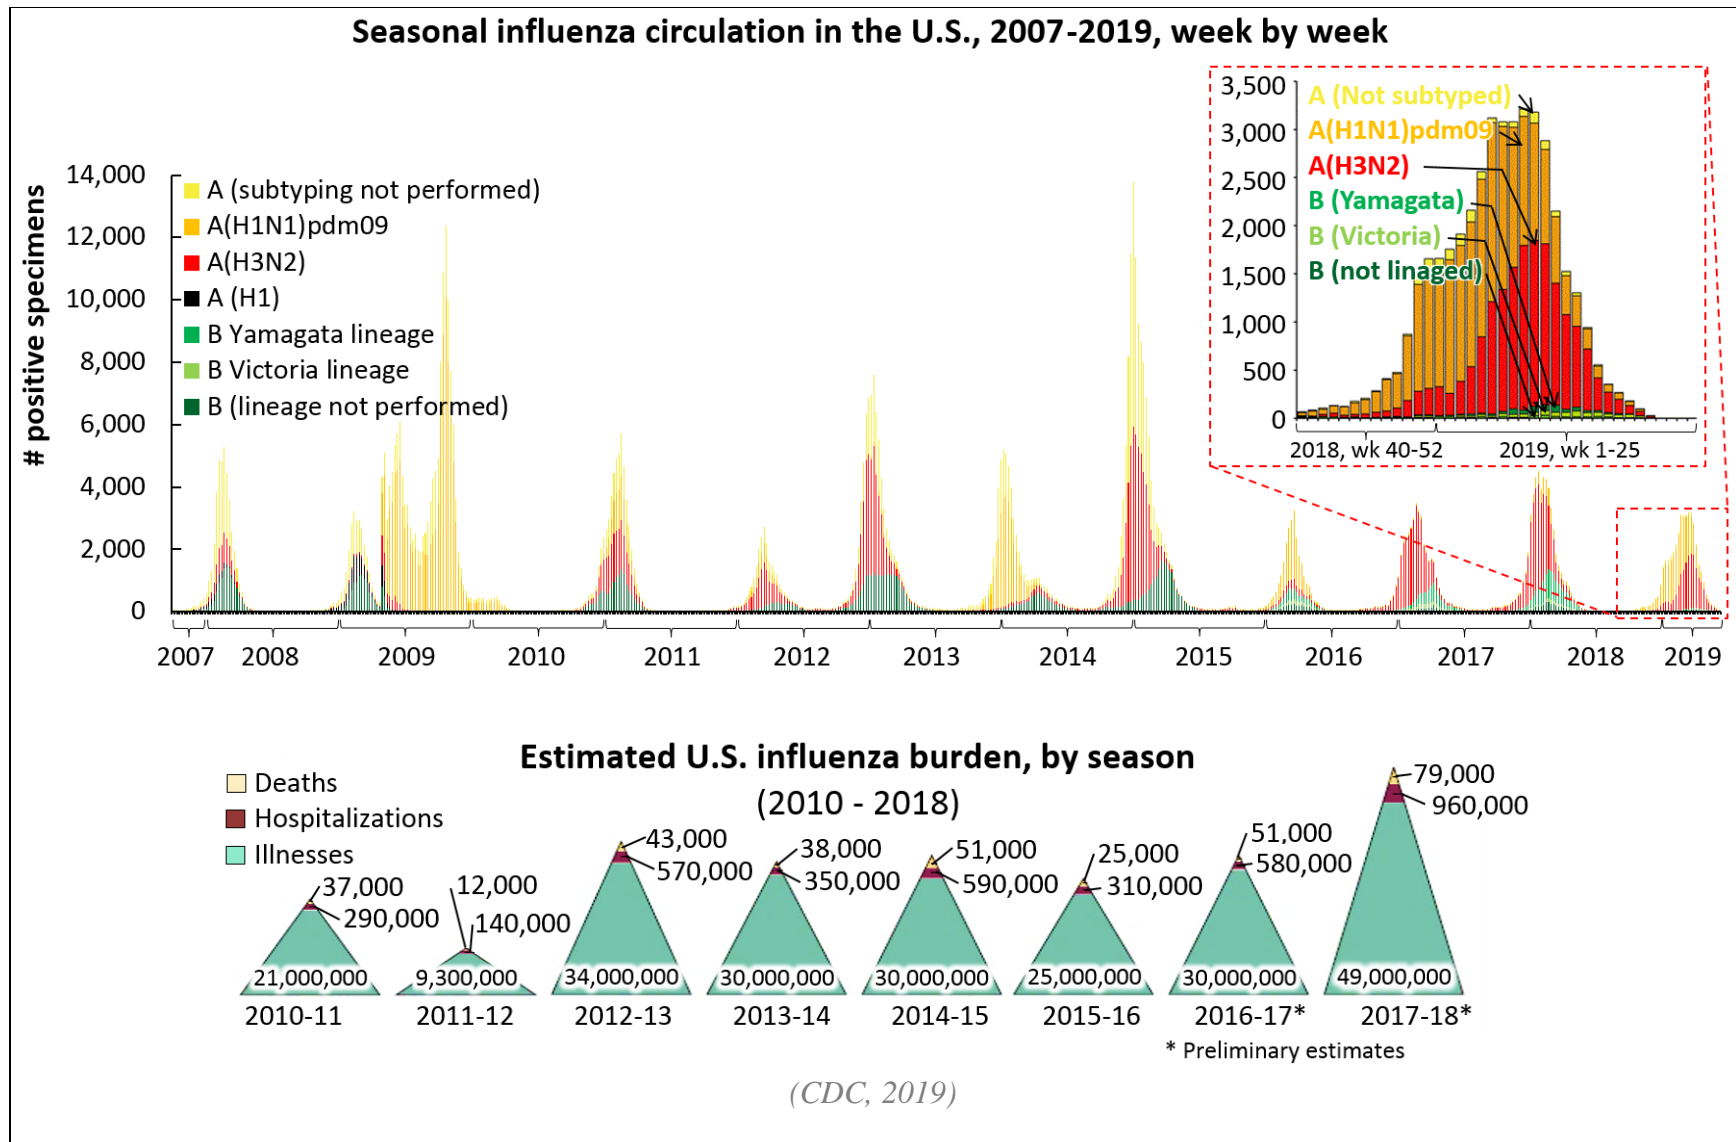 Seasonal influenza circulation in the U.S., 2007-2019, week by week
# positive specimens
14,000
12,000
10,000
8,000
6,000
4,000
2,000
0
A (subtyping not performed)
A(H1N1)pdm09
A(H3N2)
A (H1)
B Yamagata lineage
B Victoria lineage
B (lineage not performed)
2007 2008 2009 2010 2011 2012 2013 2014 2015 2016 2017 2018 2019
3,500
3,000
2,500
2,000
1,500
1,000
500
0
A (Not subtyped)
A(H1N1)pdm09
A(H3N2)
B (Yamagata)
B (Victoria)
B (not linaged)
2018, wk 40-52 2019, wk 1-25
Estimated U.S. influenza burden, by season
(2010 - 2018)
Deaths
Hospitalizations
Illnesses
37,000
290,000
21,000,000
2010-11
12,000
140,000
9,300,000
2011-12
43,000
570,000
34,000,000
2012-13
38,000
350,000
30,000,000
2013-14
51,000
590,000
30,000,000
2014-15
25,000
310,000
25,000,000
2015-16
51,000
580,000
30,000,000
2016-17*
79,000
960,000
49,000,000
2017-18*
* Preliminary estimates
(CDC, 2019)